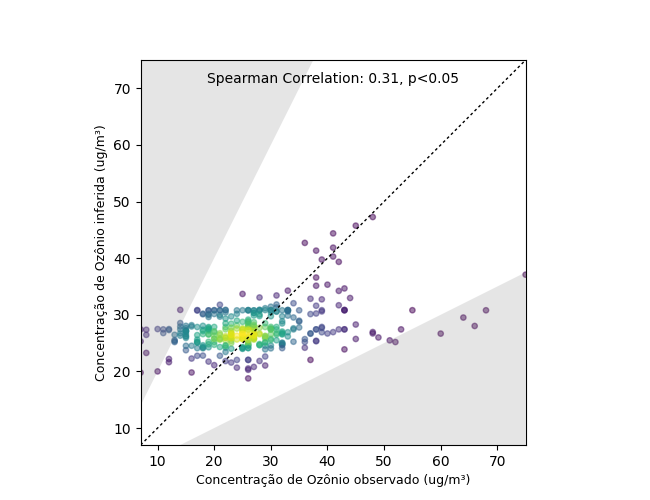 Spearman Correlation: 0.31, p<0.05
70
60
50
40
30
20
10
Concentração de Ozônio inferida (ug/m³)
10 20 30 40 50 60 70
Concentração de Ozônio observado (ug/m³)